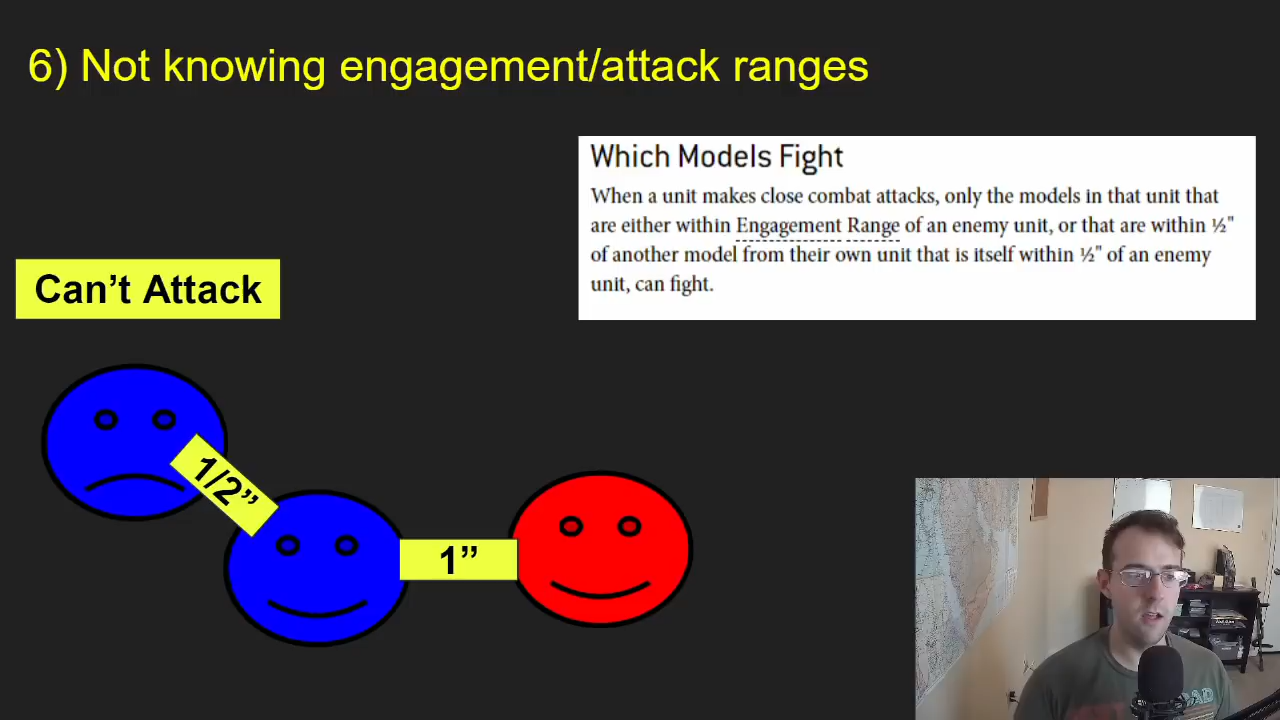 6) Not knowing engagement/attack ranges
Which Models Fight
When a unit makes close combat attacks, only the models in that unit that
are either within Engagement Range of an enemy unit, or that are within ½"
of another model from their own unit that is itself within ½" of an enemy
unit, can fight.
Can’t Attack
1/2”
1”